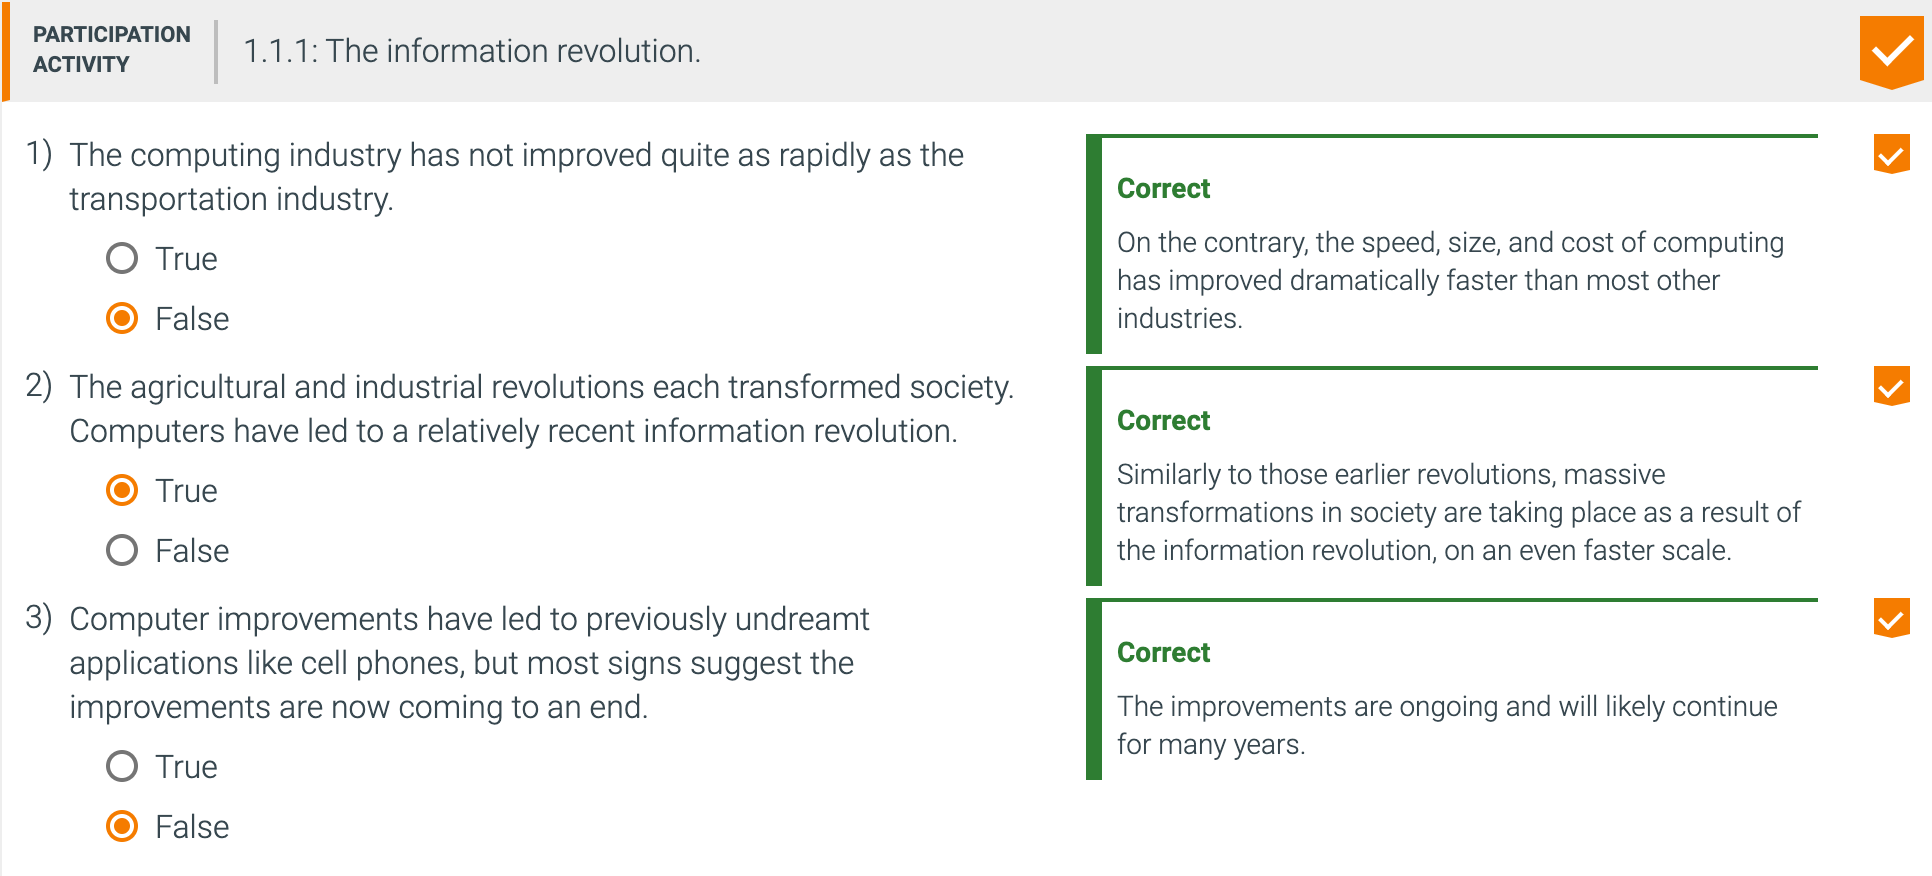 PARTICIPATION
ACTIVITY
1.1.1: The information revolution.
1) The computing industry has not improved quite as rapidly as the
transportation industry.
True
False
Correct
On the contrary, the speed, size, and cost of computing
has improved dramatically faster than most other
industries.
2) The agricultural and industrial revolutions each transformed society.
Computers have led to a relatively recent information revolution.
True
False
Correct
Similarly to those earlier revolutions, massive
transformations in society are taking place as a result of
the information revolution, on an even faster scale.
3) Computer improvements have led to previously undreamt
applications like cell phones, but most signs suggest the
improvements are now coming to an end.
True
False
Correct
The improvements are ongoing and will likely continue
for many years.